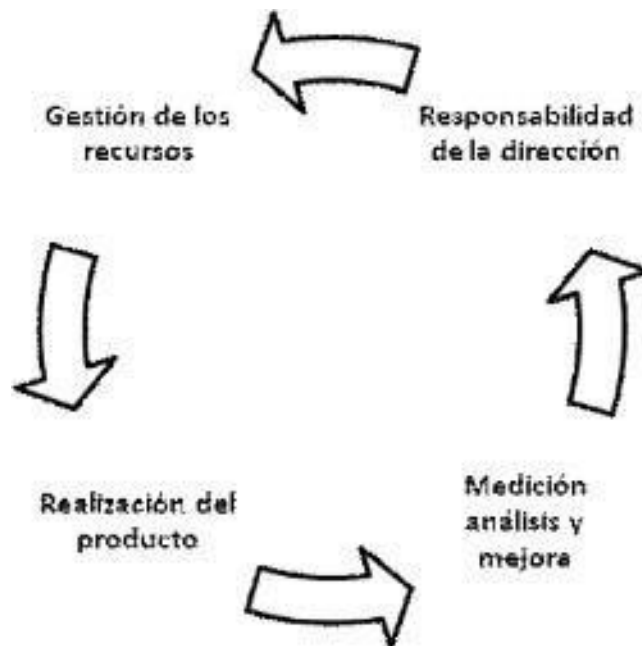 Gestión de los
recursos
Responsabilidad
de la dirección
Realización del
producto
Medición
análisis y
mejora